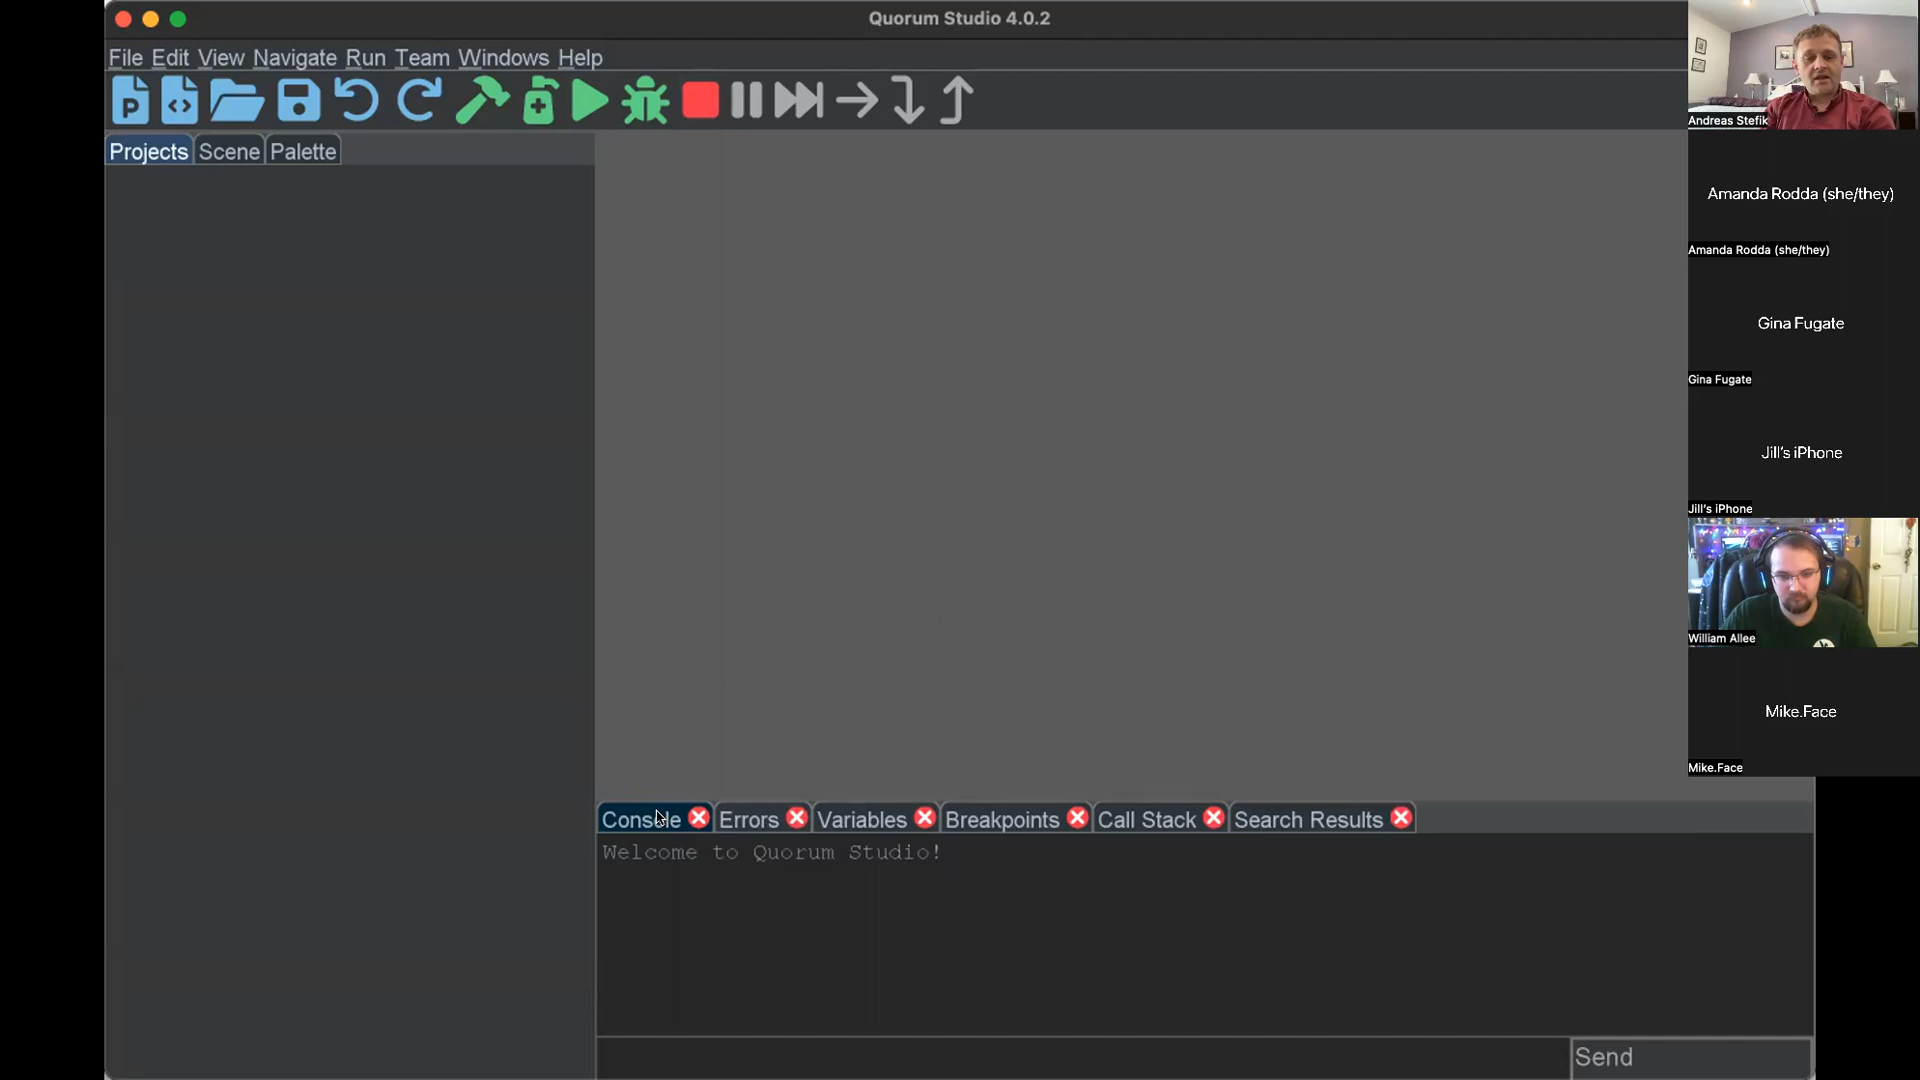 Quorum Studio 4.0.2
File Edit View Navigate Run Team Windows Help
P
Projects Scene Palette
Console Errors Variables Breakpoints Call Stack Search Results
Welcome to Quorum Studio!
Send
Andreas Stefik
Amanda Rodda (she/they)
Amanda Rodda (she/they)
Gina Fugate
Gina Fugate
Jill's iPhone
Jill's iPhone
William Allee
Mike.Face
Mike.Face